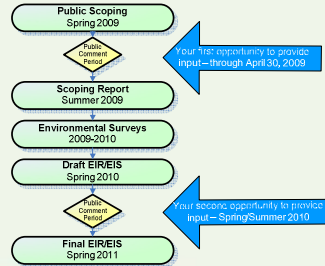 Public Scoping
Spring 2009
Public
Comment
Period
Your first opportunity to provide
input—through April 30, 2009
Scoping Report
Summer 2009
Environmental Surveys
2009-2010
Draft EIR/EIS
Spring 2010
Public
Comment
Period
Your second opportunity to provide
input—Spring/Summer 2010
Final EIR/EIS
Spring 2011